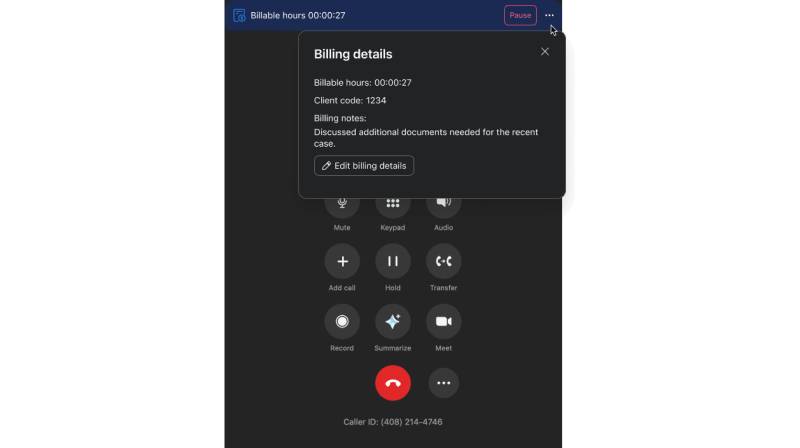 Billable hours 00:00:27
Pause
Billing details
Billable hours: 00:00:27
Client code: 1234
Billing notes:
Discussed additional documents needed for the recent
case.
Edit billing details
Mute
Keypad
Audio
Add call
Hold
Transfer
Record
Summarize
Meet
Caller ID: (408) 214-4746